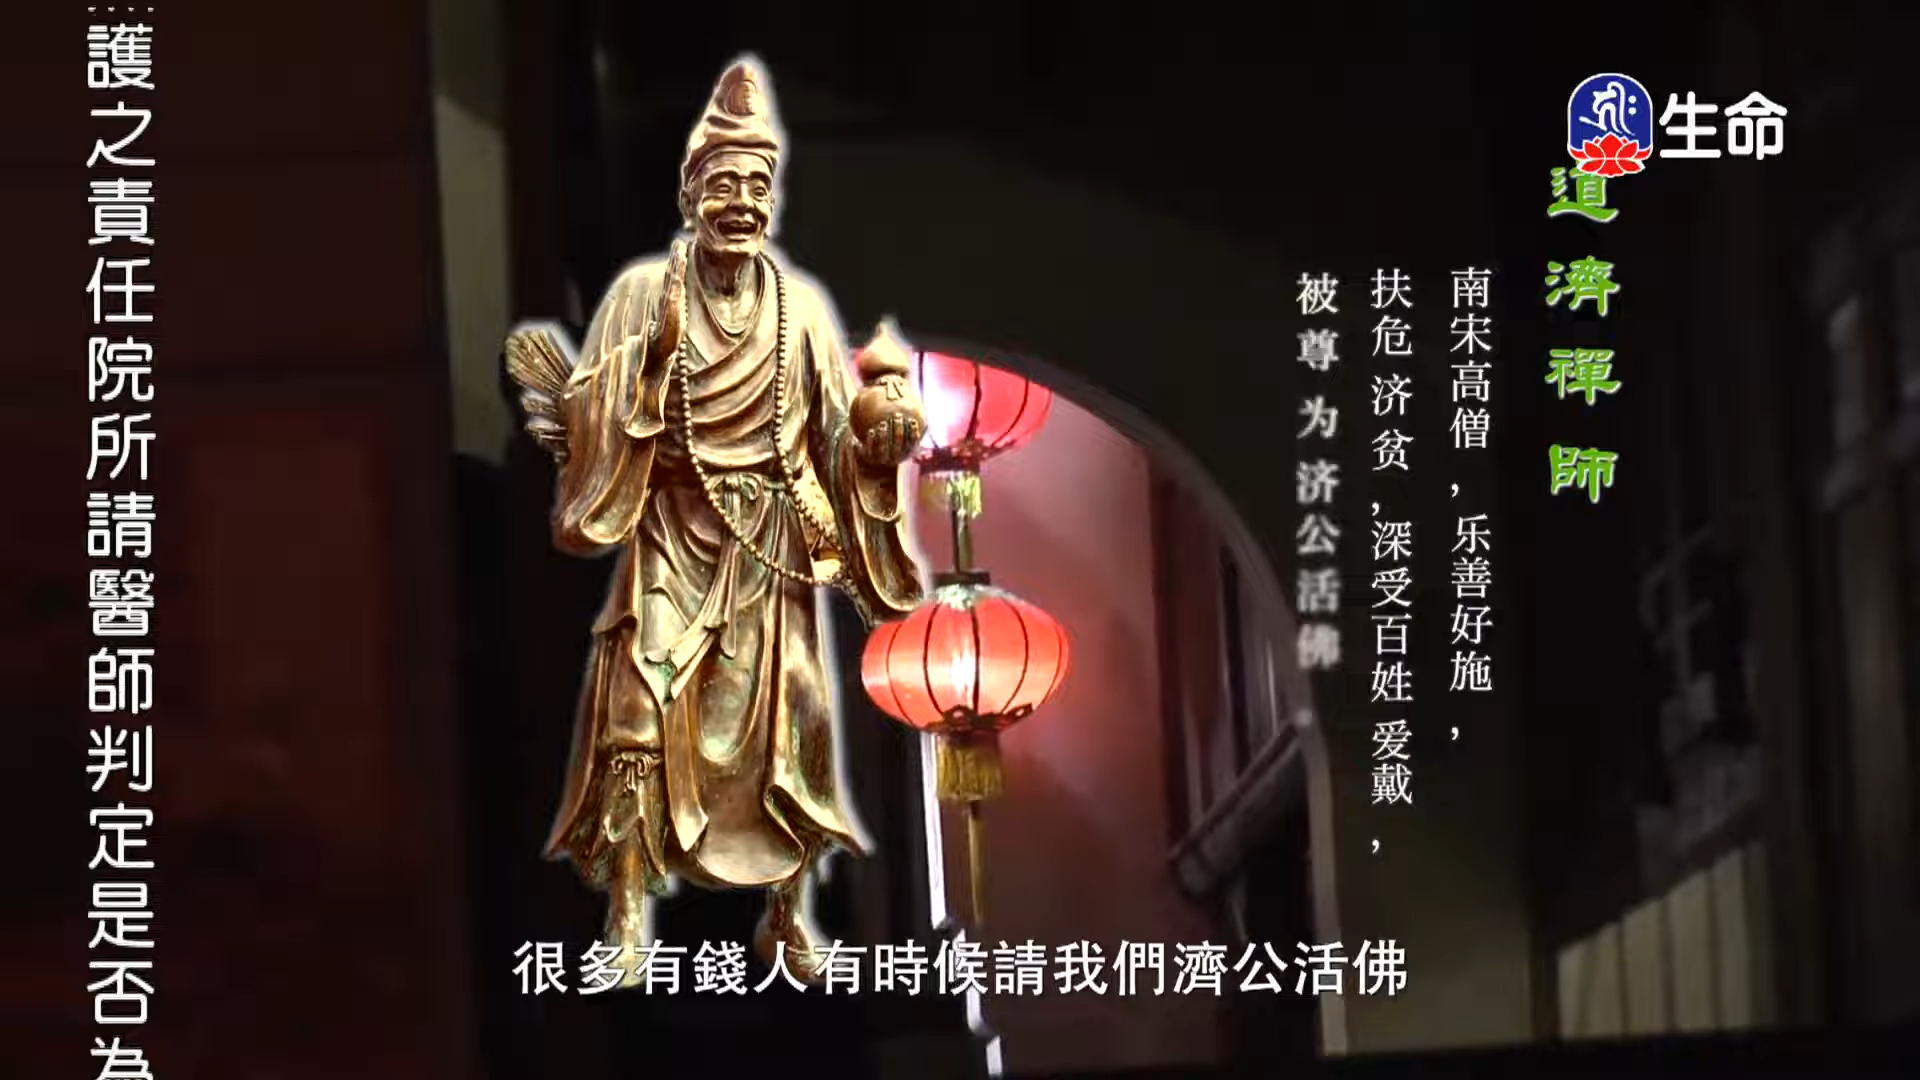 生命
道濟禪師
南宋高僧，乐善好施，
扶危济贫，深受百姓爱戴，
被尊为济公活佛
護之責任院所請醫師判定是否為
很多有錢人有時候請我們濟公活佛